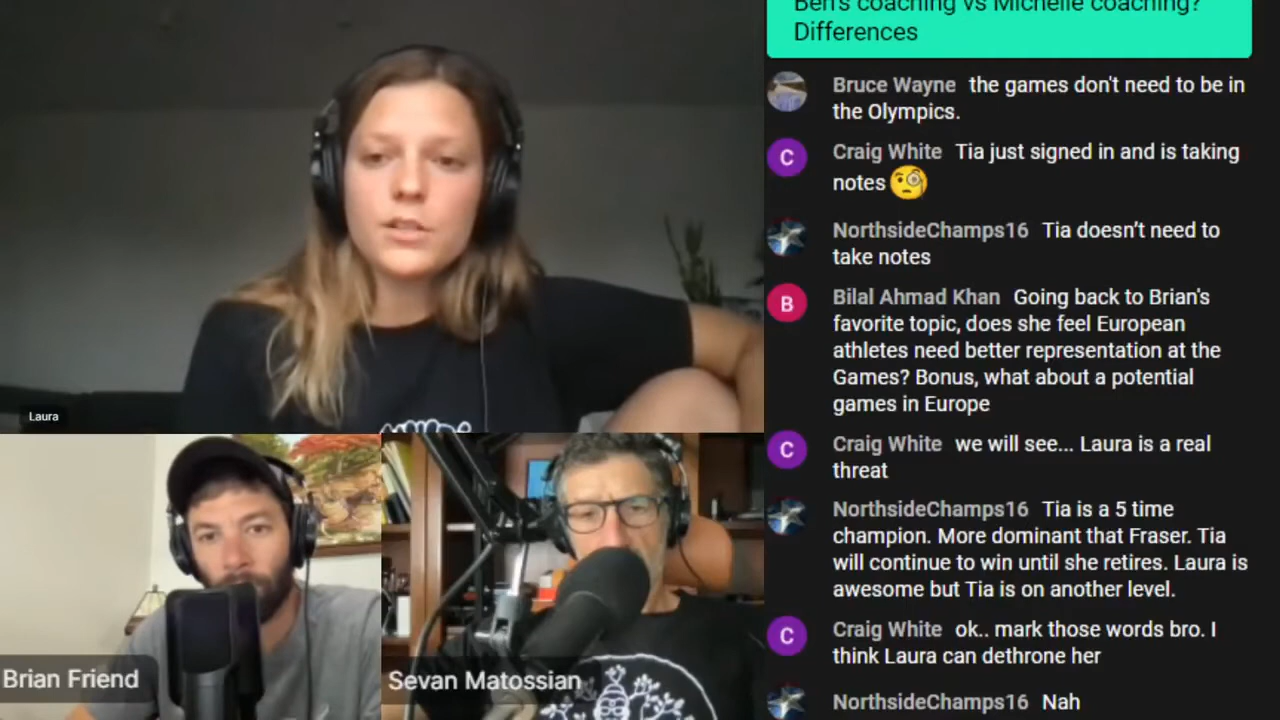 Ben's coaching vs Michelle coaching?
Differences
Bruce Wayne the games don't need to be in
the Olympics.
C
Craig White Tia just signed in and is taking
notes🧐
NorthsideChamps16 Tia doesn't need to
take notes
B
Bilal Ahmad Khan Going back to Brian's
favorite topic, does she feel European
athletes need better representation at the
Games? Bonus, what about a potential
games in Europe
C
Craig White we will see... Laura is a real
threat
NorthsideChamps16 Tia is a 5 time
champion. More dominant that Fraser. Tia
will continue to win until she retires. Laura is
awesome but Tia is on another level.
C
Craig White ok.. mark those words bro. I
think Laura can dethrone her
NorthsideChamps16 Nah
Laura
Brian Friend
Sevan Matossian